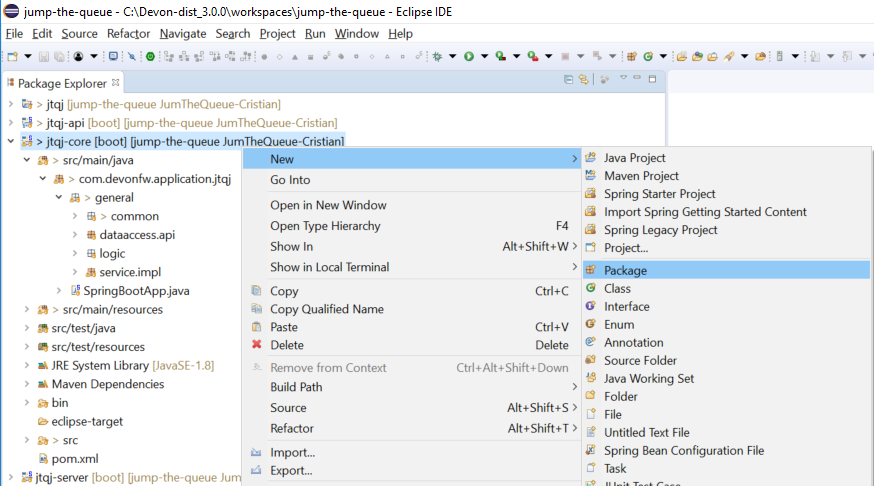 jump-the-queue - C:\Devon-dist_3.0.0\workspaces\jump-the-queue - Eclipse IDE
File Edit Source Refactor Navigate Search Project Run Window Help
Package Explorer
> jtqj [jump-the-queue JumTheQueue-Cristian]
> jtqj-api [boot] [jump-the-queue JumTheQueue-Cristian]
> jtqj-core [boot] [jump-the-queue JumTheQueue-Cristian]
> src/main/java
> com.devonfw.application.jtqj
> general
> common
dataaccess.api
> logic
> service.impl
> SpringBootApp.java
> src/main/resources
src/test/java
src/test/resources
JRE System Library [JavaSE-1.8]
Maven Dependencies
> bin
eclipse-target
> src
pom.xml
jtqj-server [boot] [jump-the-queue Jum
New
Go Into
Open in New Window
Open Type Hierarchy F4
Show In Alt+Shift+W
Show in Local Terminal
Copy Ctrl+C
Copy Qualified Name
Paste Ctrl+V
Delete Delete
Remove from Context Ctrl+Alt+Shift+Down
Build Path
Source Alt+Shift+S
Refactor Alt+Shift+T
Import...
Export...
Java Project
Maven Project
Spring Starter Project
Import Spring Getting Started Content
Spring Legacy Project
Project...
Package
Class
Interface
Enum
Annotation
Source Folder
Java Working Set
Folder
File
Untitled Text File
Spring Bean Configuration File
Task
JUnit Test Case